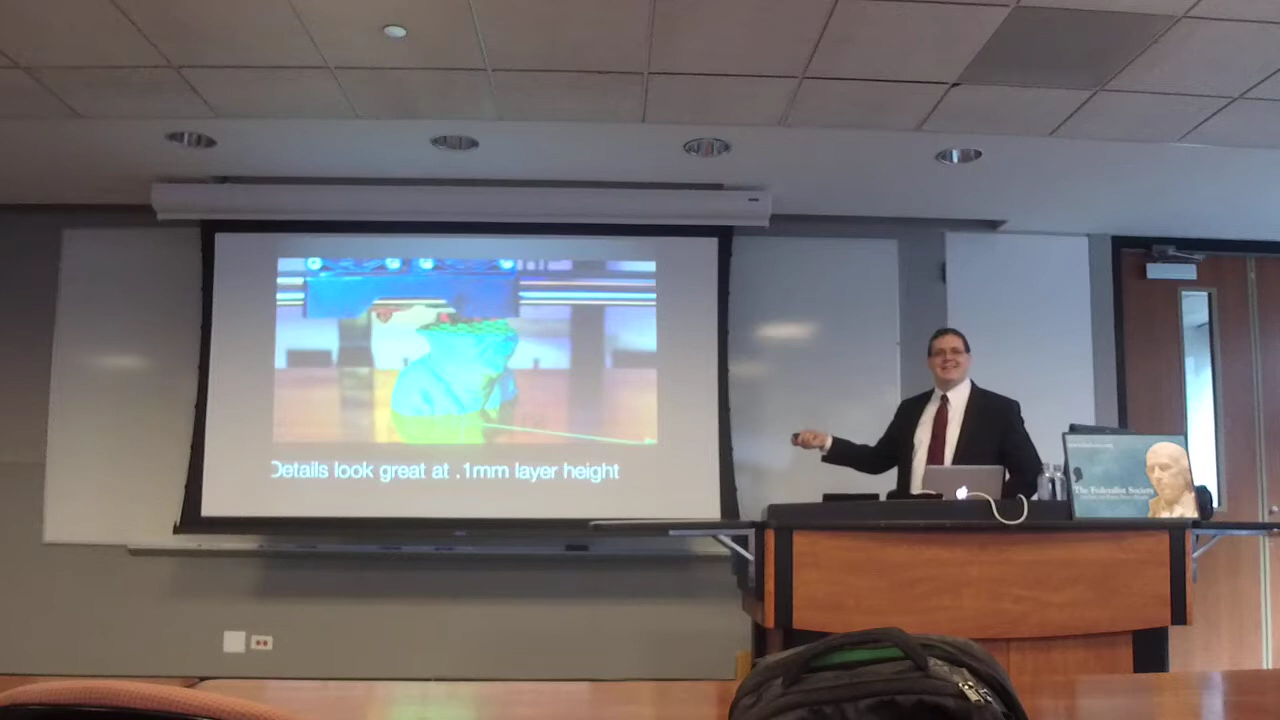 Details look great at .1mm layer height
The Federalist Society